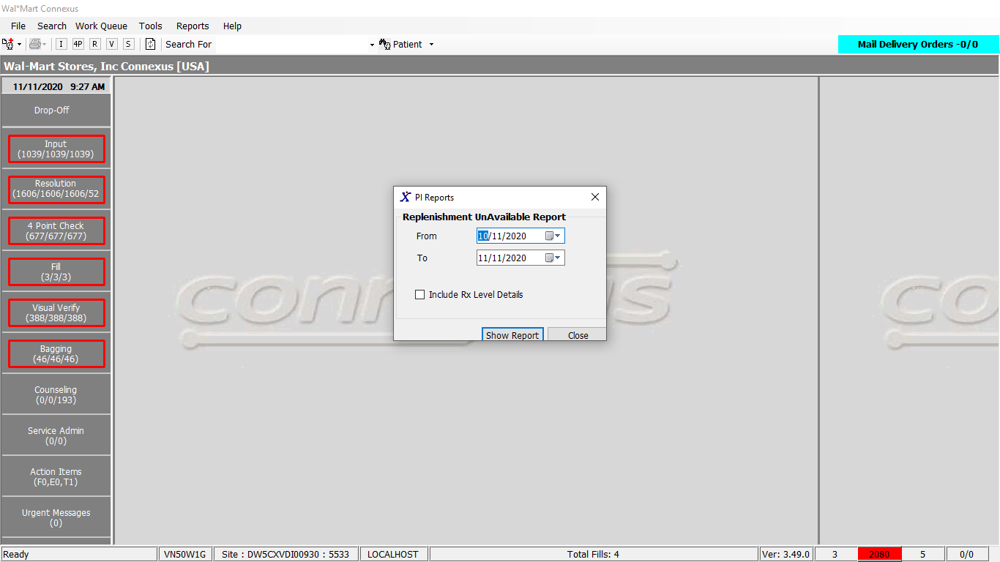 Wal*Mart Connexus
File Search Work Queue Tools Reports Help
I 4P R V S Search For Patient Mail Delivery Orders -0/0
Wal-Mart Stores, Inc Connexus [USA]
11/11/2020 9:27 AM
Drop-Off
Input
(1039/1039/1039)
Resolution
(1606/1606/1606/52
4 Point Check
(677/677/677)
Fill
(3/3/3)
Visual Verify
(388/388/388)
Bagging
(46/46/46)
Counseling
(0/0/193)
Service Admin
(0/0)
Action Items
(F0,E0,T1)
Urgent Messages
(0)
PI Reports
Replenishment UnAvailable Report
From 10/11/2020
To 11/11/2020
Include Rx Level Details
Show Report Close
conn us co
Ready VN50W1G Site : DW5CXVDI00930 : 5533 LOCALHOST Total Fills: 4 Ver: 3.49.0 3 2080 5 0/0